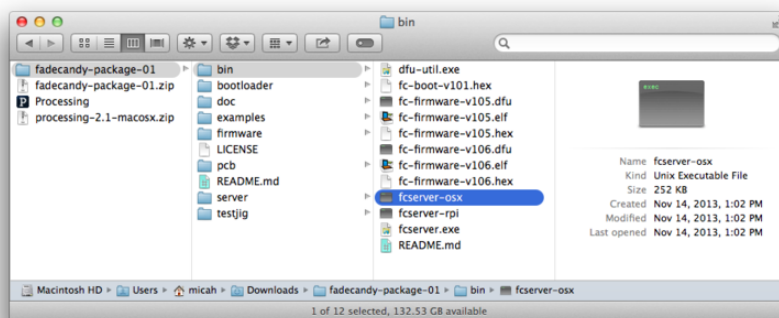 bin
fadecandy-package-01
fadecandy-package-01.zip
Processing
processing-2.1-macosx.zip
bin
bootloader
doc
examples
firmware
LICENSE
pcb
README.md
server
testjig
dfu-util.exe
fc-boot-v101.hex
fc-firmware-v105.dfu
fc-firmware-v105.elf
fc-firmware-v105.hex
fc-firmware-v106.dfu
fc-firmware-v106.elf
fc-firmware-v106.hex
fcserver-osx
fcserver-rpi
fcserver.exe
README.md
exec
Name fcserver-osx
Kind Unix Executable File
Size 252 KB
Created Nov 14, 2013, 1:02 PM
Modified Nov 14, 2013, 1:02 PM
Last opened Nov 14, 2013, 1:02 PM
Macintosh HD ▸ Users ▸ micah ▸ Downloads ▸ fadecandy-package-01 ▸ bin ▸ fcserver-osx
1 of 12 selected, 132.53 GB available